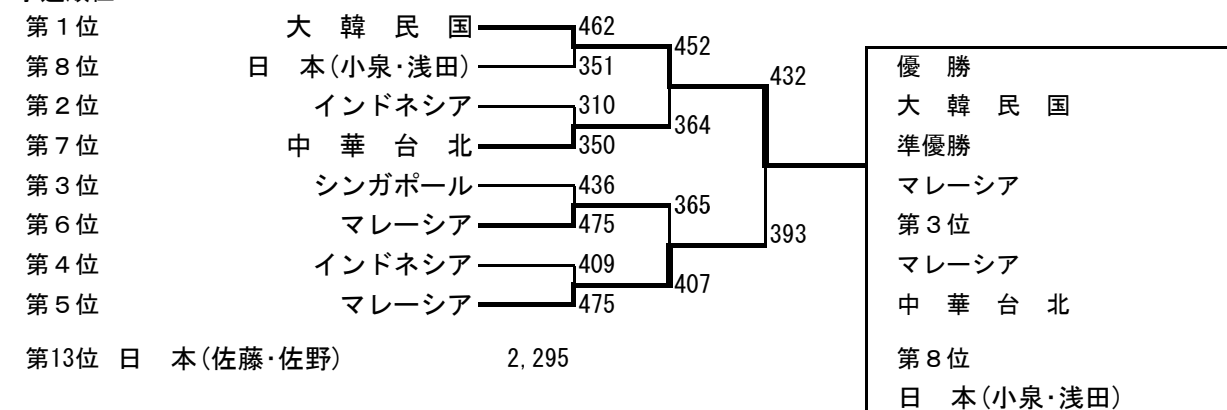 第１位 大 韓 民 国 462
452
第８位 日 本(小泉・浅田) 351
432
優 勝
第２位 インドネシア 310
大 韓 民 国
364
第７位 中 華 台 北 350
準優勝
第３位 シンガポール 436
マレーシア
365
第６位 マレーシア 475
第３位
393
第４位 インドネシア 409
マレーシア
407
第５位 マレーシア 475
中 華 台 北
第13位 日 本(佐藤・佐野) 2,295
第８位
日 本(小泉・浅田)